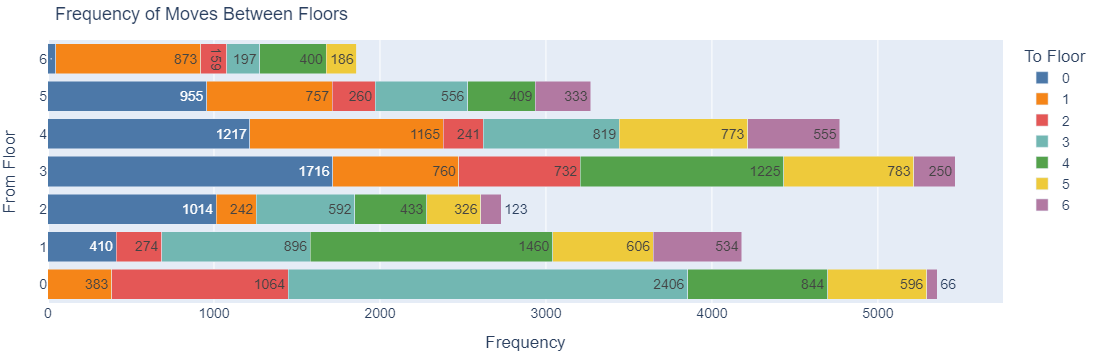 Frequency of Moves Between Floors
To Floor
0
1
2
3
4
5
6
From Floor
6 873 159 197 400 186
5 955 757 260 556 409 333
4 1217 1165 241 819 773 555
3 1716 760 732 1225 783 250
2 1014 242 592 433 326 123
1 410 274 896 1460 606 534
0 383 1064 2406 844 596 66
0 1000 2000 3000 4000 5000
Frequency